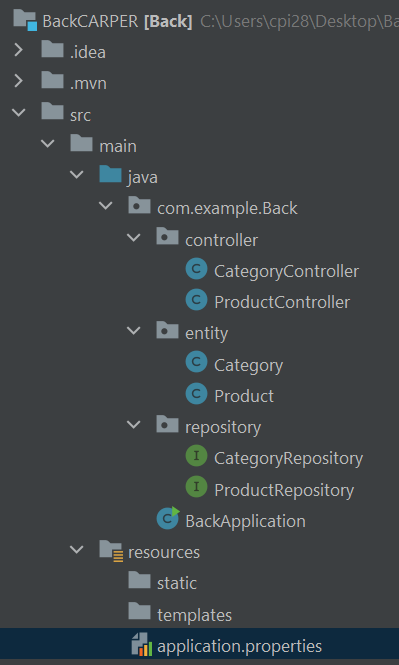 BackCARPER [Back] C:\Users\cpi28\Desktop\Ba
.idea
.mvn
src
main
java
com.example.Back
controller
CategoryController
ProductController
entity
Category
Product
repository
CategoryRepository
ProductRepository
BackApplication
resources
static
templates
application.properties